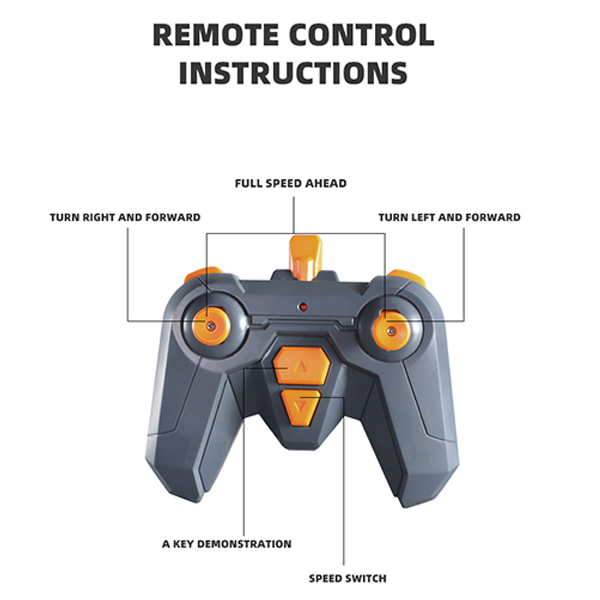 REMOTE CONTROL
INSTRUCTIONS
FULL SPEED AHEAD
TURN RIGHT AND FORWARD
TURN LEFT AND FORWARD
A KEY DEMONSTRATION
SPEED SWITCH